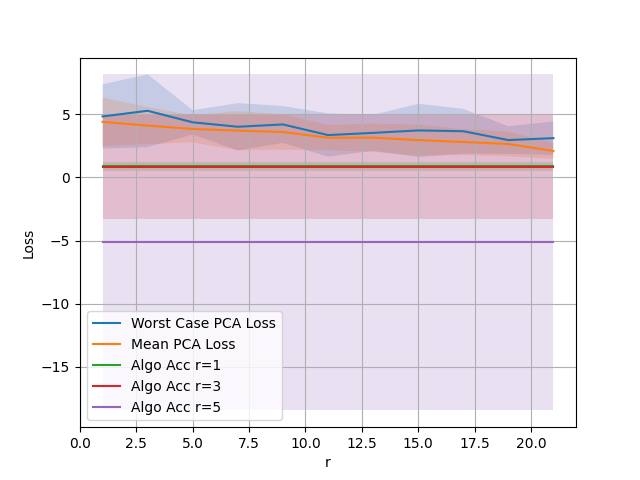 5
0
−5
−10
−15
Loss
0.0 2.5 5.0 7.5 10.0 12.5 15.0 17.5 20.0
r
Worst Case PCA Loss
Mean PCA Loss
Algo Acc r=1
Algo Acc r=3
Algo Acc r=5